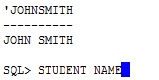 'JOHNSMITH
----------
JOHN SMITH
SQL> STUDENT NAME